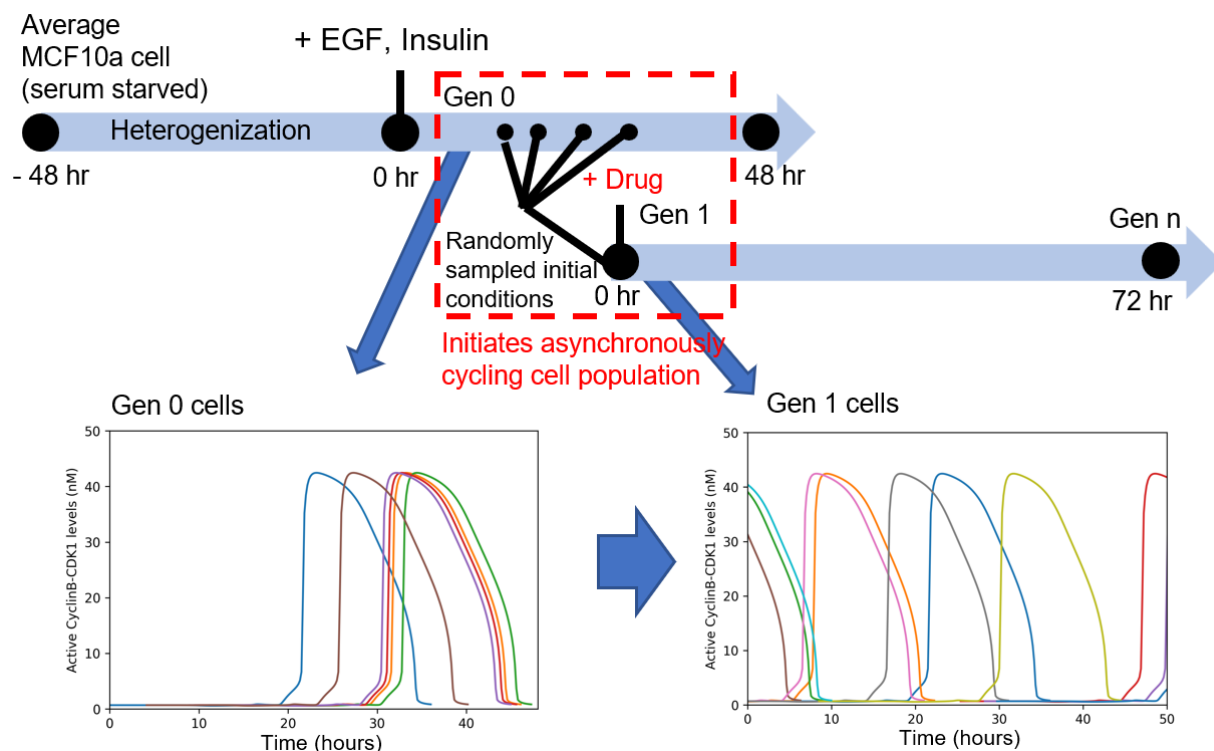 Average
MCF10a cell
(serum starved)
+ EGF, Insulin
Gen 0
Heterogenization
- 48 hr
0 hr
48 hr
+ Drug
Gen 1
Gen n
Randomly
sampled initial
conditions
0 hr
72 hr
Initiates asynchronously
cycling cell population
Gen 0 cells
50
40
30
20
10
0
Active CyclinB-CDK1 levels (nM)
0 10 20 30 40
Time (hours)
Gen 1 cells
50
40
30
20
10
0
Active CyclinB-CDK1 levels (nM)
0 10 20 30 40 50
Time (hours)